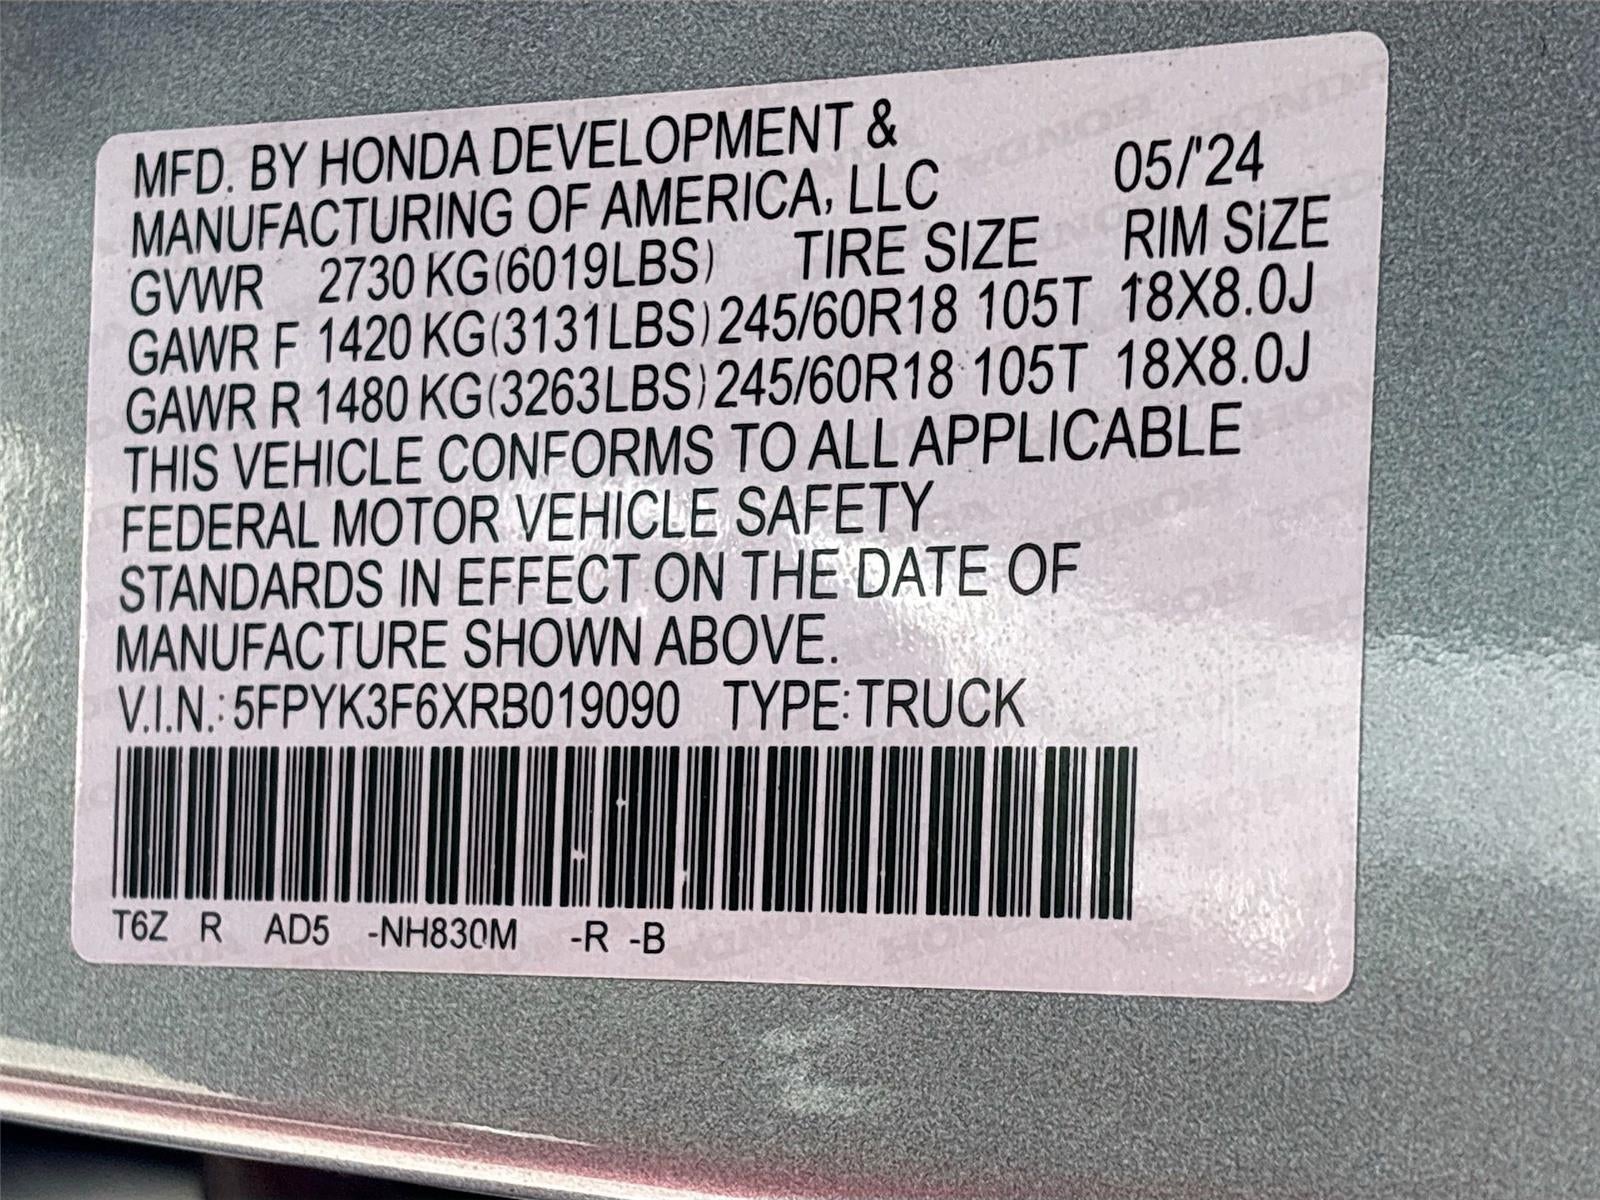 MFD. BY HONDA DEVELOPMENT &
MANUFACTURING OF AMERICA, LLC 05/'24
GVWR 2730 KG(6019LBS) TIRE SIZE RIM SIZE
GAWR F 1420 KG(3131LBS) 245/60R18 105T 18X8.0J
GAWR R 1480 KG(3263LBS) 245/60R18 105T 18X8.0J
THIS VEHICLE CONFORMS TO ALL APPLICABLE
FEDERAL MOTOR VEHICLE SAFETY
STANDARDS IN EFFECT ON THE DATE OF
MANUFACTURE SHOWN ABOVE.
V.I.N.: 5FPYK3F6XRB019090 TYPE: TRUCK
T6Z R AD5 -NH830M -R -B